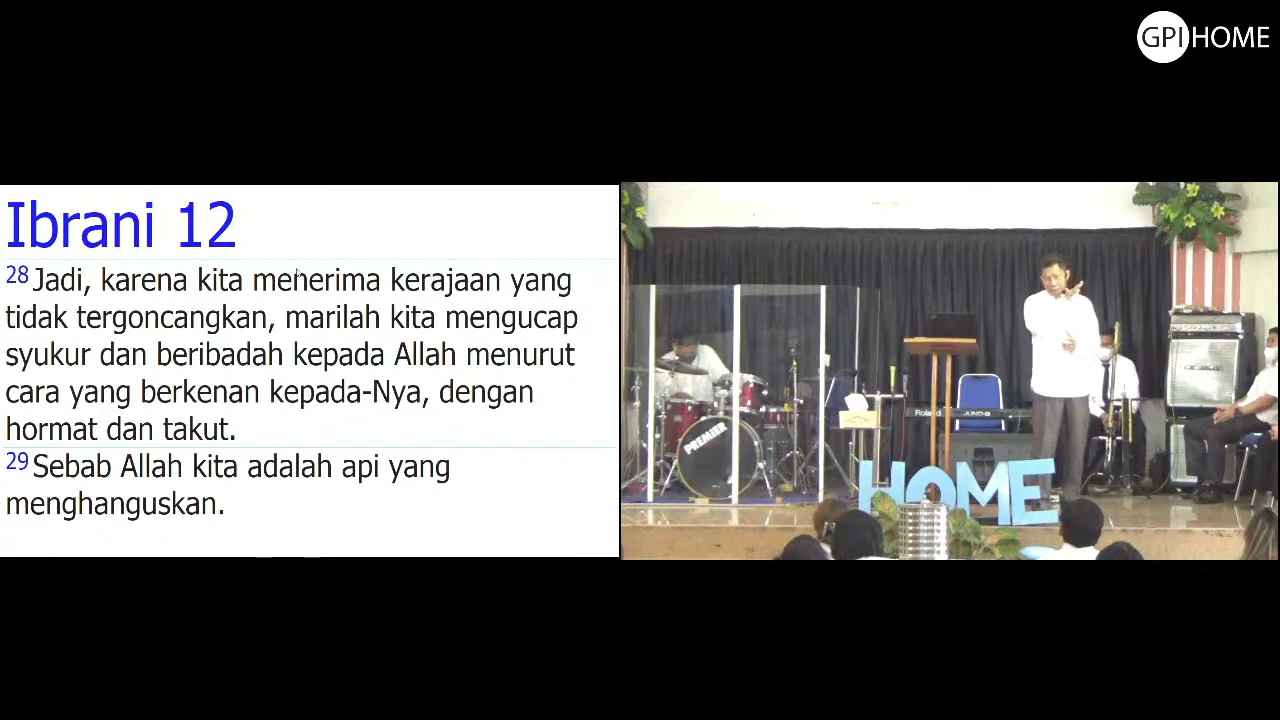 GPI HOME
Ibrani 12
28 Jadi, karena kita menerima kerajaan yang
tidak tergoncangkan, marilah kita mengucap
syukur dan beribadah kepada Allah menurut
cara yang berkenan kepada-Nya, dengan
hormat dan takut.
29 Sebab Allah kita adalah api yang
menghanguskan.
PREMIER
Roland
JUNO-G
HOME